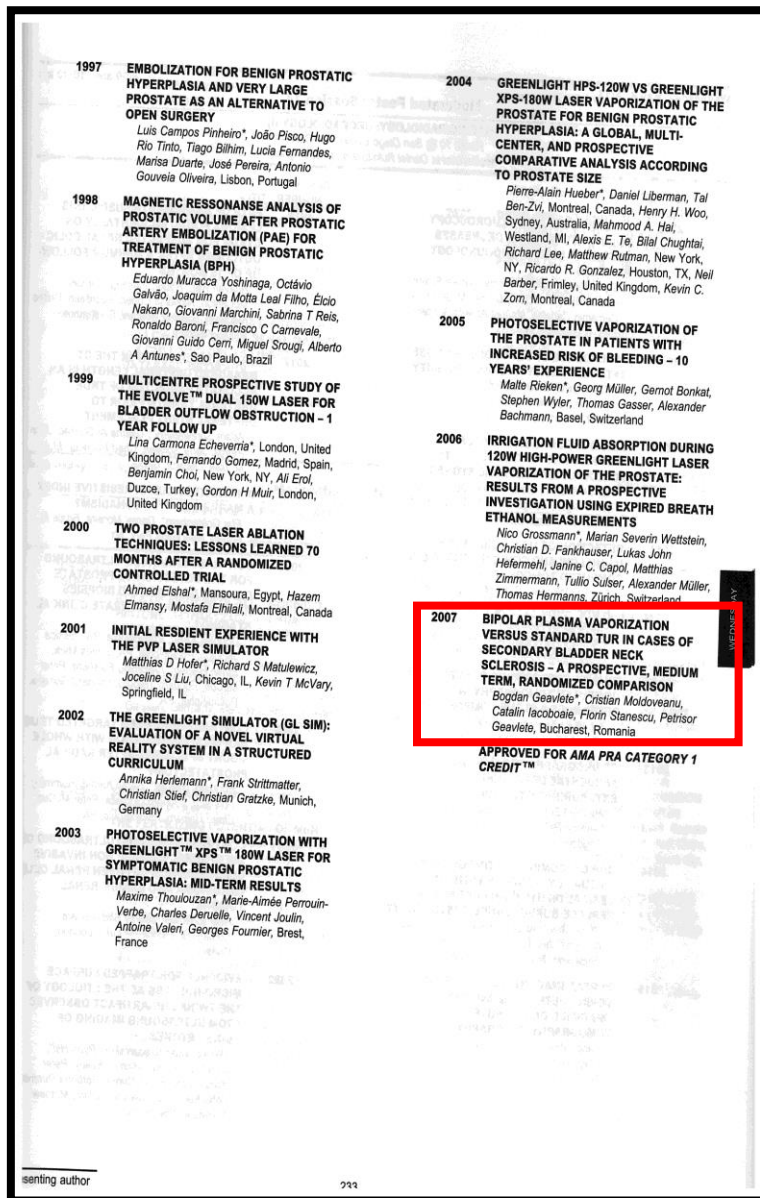 1997 EMBOLIZATION FOR BENIGN PROSTATIC
HYPERPLASIA AND VERY LARGE
PROSTATE AS AN ALTERNATIVE TO
OPEN SURGERY
Luis Campos Pinheiro*, João Pisco, Hugo
Rio Tinto, Tiago Bilhim, Lucia Fernandes,
Marisa Duarte, José Pereira, Antonio
Gouveia Oliveira, Lisbon, Portugal
1998 MAGNETIC RESSONANSE ANALYSIS OF
PROSTATIC VOLUME AFTER PROSTATIC
ARTERY EMBOLIZATION (PAE) FOR
TREATMENT OF BENIGN PROSTATIC
HYPERPLASIA (BPH)
Eduardo Muracca Yoshinaga, Octávio
Galvão, Joaquim da Motta Leal Filho, Élcio
Nakano, Giovanni Marchini, Sabrina T Reis,
Ronaldo Baroni, Francisco C Carnevale,
Giovanni Guido Cerri, Miguel Srougi, Alberto
A Antunes*, Sao Paulo, Brazil
1999 MULTICENTRE PROSPECTIVE STUDY OF
THE EVOLVE™ DUAL 150W LASER FOR
BLADDER OUTFLOW OBSTRUCTION – 1
YEAR FOLLOW UP
Lina Carmona Echeverria*, London, United
Kingdom, Fernando Gomez, Madrid, Spain,
Benjamin Choi, New York, NY, Ali Erol,
Duzce, Turkey, Gordon H Muir, London,
United Kingdom
2000 TWO PROSTATE LASER ABLATION
TECHNIQUES: LESSONS LEARNED 70
MONTHS AFTER A RANDOMIZED
CONTROLLED TRIAL
Ahmed Elshal*, Mansoura, Egypt, Hazem
Elmansy, Mostafa Elhilali, Montreal, Canada
2001 INITIAL RESDIENT EXPERIENCE WITH
THE PVP LASER SIMULATOR
Matthias D Hofer*, Richard S Matulewicz,
Joceline S Liu, Chicago, IL, Kevin T McVary,
Springfield, IL
2002 THE GREENLIGHT SIMULATOR (GL SIM):
EVALUATION OF A NOVEL VIRTUAL
REALITY SYSTEM IN A STRUCTURED
CURRICULUM
Annika Herlemann*, Frank Strittmatter,
Christian Stief, Christian Gratzke, Munich,
Germany
2003 PHOTOSELECTIVE VAPORIZATION WITH
GREENLIGHT™ XPS™ 180W LASER FOR
SYMPTOMATIC BENIGN PROSTATIC
HYPERPLASIA: MID-TERM RESULTS
Maxime Thoulouzan*, Marie-Aimée Perrouin-
Verbe, Charles Deruelle, Vincent Joulin,
Antoine Valeri, Georges Fournier, Brest,
France
2004 GREENLIGHT HPS-120W VS GREENLIGHT
XPS-180W LASER VAPORIZATION OF THE
PROSTATE FOR BENIGN PROSTATIC
HYPERPLASIA: A GLOBAL, MULTI-
CENTER, AND PROSPECTIVE
COMPARATIVE ANALYSIS ACCORDING
TO PROSTATE SIZE
Pierre-Alain Hueber*, Daniel Liberman, Tal
Ben-Zvi, Montreal, Canada, Henry H. Woo,
Sydney, Australia, Mahmood A. Hai,
Westland, MI, Alexis E. Te, Bilal Chughtai,
Richard Lee, Matthew Rutman, New York,
NY, Ricardo R. Gonzalez, Houston, TX, Neil
Barber, Frimley, United Kingdom, Kevin C.
Zorn, Montreal, Canada
2005 PHOTOSELECTIVE VAPORIZATION OF
THE PROSTATE IN PATIENTS WITH
INCREASED RISK OF BLEEDING – 10
YEARS' EXPERIENCE
Malte Rieken*, Georg Müller, Gernot Bonkat,
Stephen Wyler, Thomas Gasser, Alexander
Bachmann, Basel, Switzerland
2006 IRRIGATION FLUID ABSORPTION DURING
120W HIGH-POWER GREENLIGHT LASER
VAPORIZATION OF THE PROSTATE:
RESULTS FROM A PROSPECTIVE
INVESTIGATION USING EXPIRED BREATH
ETHANOL MEASUREMENTS
Nico Grossmann*, Marian Severin Wettstein,
Christian D. Fankhauser, Lukas John
Hefermehl, Janine C. Capol, Matthias
Zimmermann, Tullio Sulser, Alexander Müller,
Thomas Hermanns, Zürich, Switzerland
2007 BIPOLAR PLASMA VAPORIZATION
VERSUS STANDARD TUR IN CASES OF
SECONDARY BLADDER NECK
SCLEROSIS – A PROSPECTIVE, MEDIUM
TERM, RANDOMIZED COMPARISON
Bogdan Geavlete*, Cristian Moldoveanu,
Catalin Iacoboaie, Florin Stanescu, Petrisor
Geavlete, Bucharest, Romania
APPROVED FOR AMA PRA CATEGORY 1
CREDIT™
WEDNESDAY
senting author
233